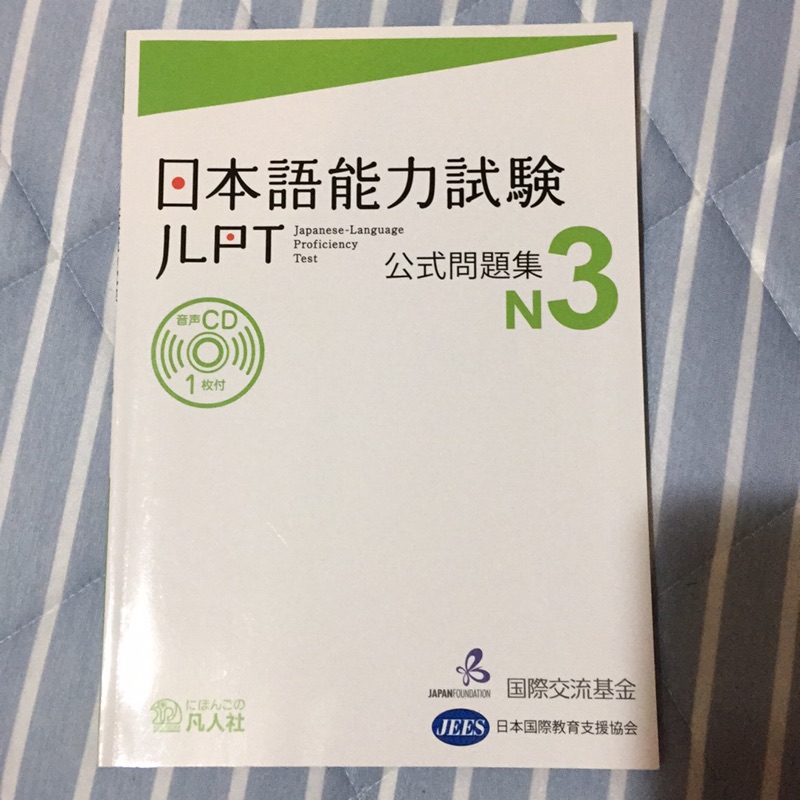 日本語能力試験
JLPT
Japanese-Language
Proficiency
Test
公式問題集
N3
音声CD
1枚付
JAPANFOUNDATION
国際交流基金
にほんごの
凡人社
JEES
日本国際教育支援協会